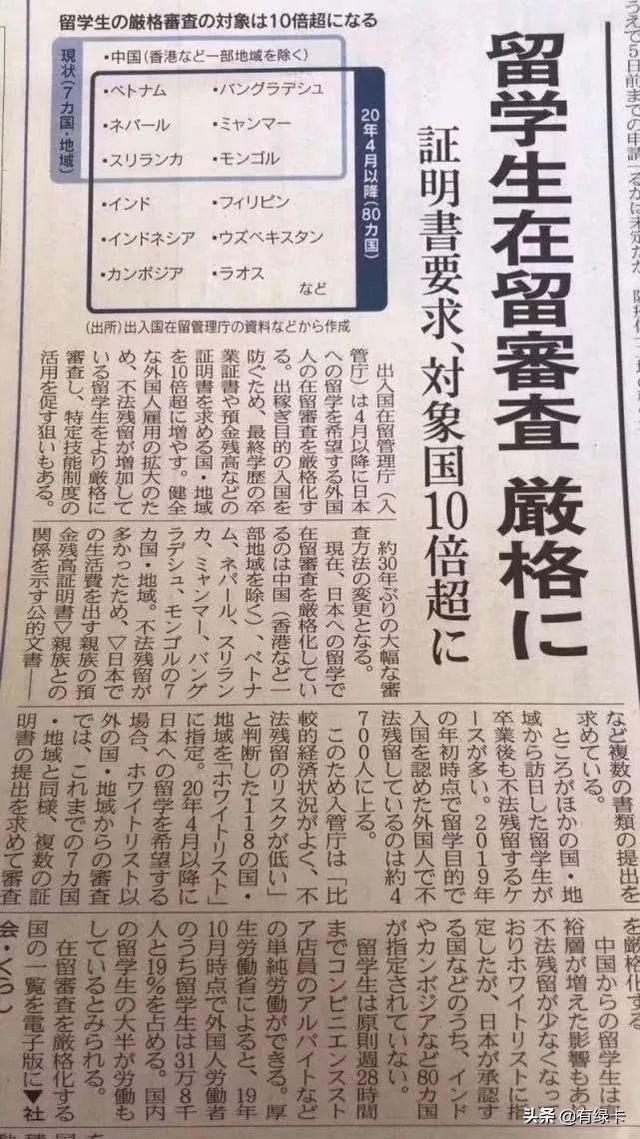 留学生在留審査 厳格に
証明書要求、対象国10倍超に
留学生の厳格審査の対象は10倍超になる
現状(7カ国・地域)
・中国(香港など一部地域を除く)
・ベトナム ・バングラデシュ
・ネパール ・ミャンマー
・スリランカ ・モンゴル
20年4月以降(80カ国)
・インド ・フィリピン
・インドネシア ・ウズベキスタン
・カンボジア ・ラオス
など
(出所)出入国在留管理庁の資料などから作成
出入国在留管理庁(入
管庁)は4月以降に日本
への留学を希望する外国
人の在留審査を厳格化す
る。出稼ぎ目的の入国を
防ぐため、最終学歴の卒
業証書や預金残高などの
証明書を求める国・地域
を10倍超に増やす。健全
な外国人雇用の拡大のた
め、不法残留が増加して
いる留学生をより厳格に
審査し、特定技能制度の
活用を促す狙いもある。
約30年ぶりの大幅な審
査方法の変更となる。
現在、日本への留学で
在留審査を厳格化してい
るのは中国(香港など一
部地域を除く)、ベトナ
ム、ネパール、スリラン
カ、ミャンマー、バング
ラデシュ、モンゴルの7
カ国・地域。不法残留が
多かったため、▽日本で
の生活費を出す親族の預
金残高証明書▽親族との
関係を示す公的文書――
など複数の書類の提出を
求めている。
ところがほかの国・地
域から訪日した留学生が
卒業後も不法残留するケ
ースが多い。2019年
の年初時点で留学目的で
入国を認めた外国人で不
法残留しているのは約4
700人に上る。
このため入管庁は「比
較的経済状況がよく、不
法残留のリスクが低い」
と判断した118の国・
地域を「ホワイトリスト」
に指定。20年4月以降に
日本への留学を希望する
場合、ホワイトリスト以
外の国・地域からの審査
では、これまでの7カ国
・地域と同様、複数の証
明書の提出を求めて審査
を厳格化する。
中国からの留学生は富
裕層が増えた影響もあり
不法残留が少なくなって
おりホワイトリストに指
定したが、日本が承認す
る国などのうち、インド
やカンボジアなど80カ国
が指定されていない。
留学生は原則週28時間
までコンビニエンススト
ア店員のアルバイトなど
の単純労働ができる。厚
生労働省によると、19年
10月時点で外国人労働者
のうち留学生は31万8千
人と19%を占める。国内
の留学生の大半が労働も
しているとみられる。
在留審査を厳格化する
国の一覧を電子版に▼社
会・くらし
うえで5日前までの申請
头条 @有绿卡